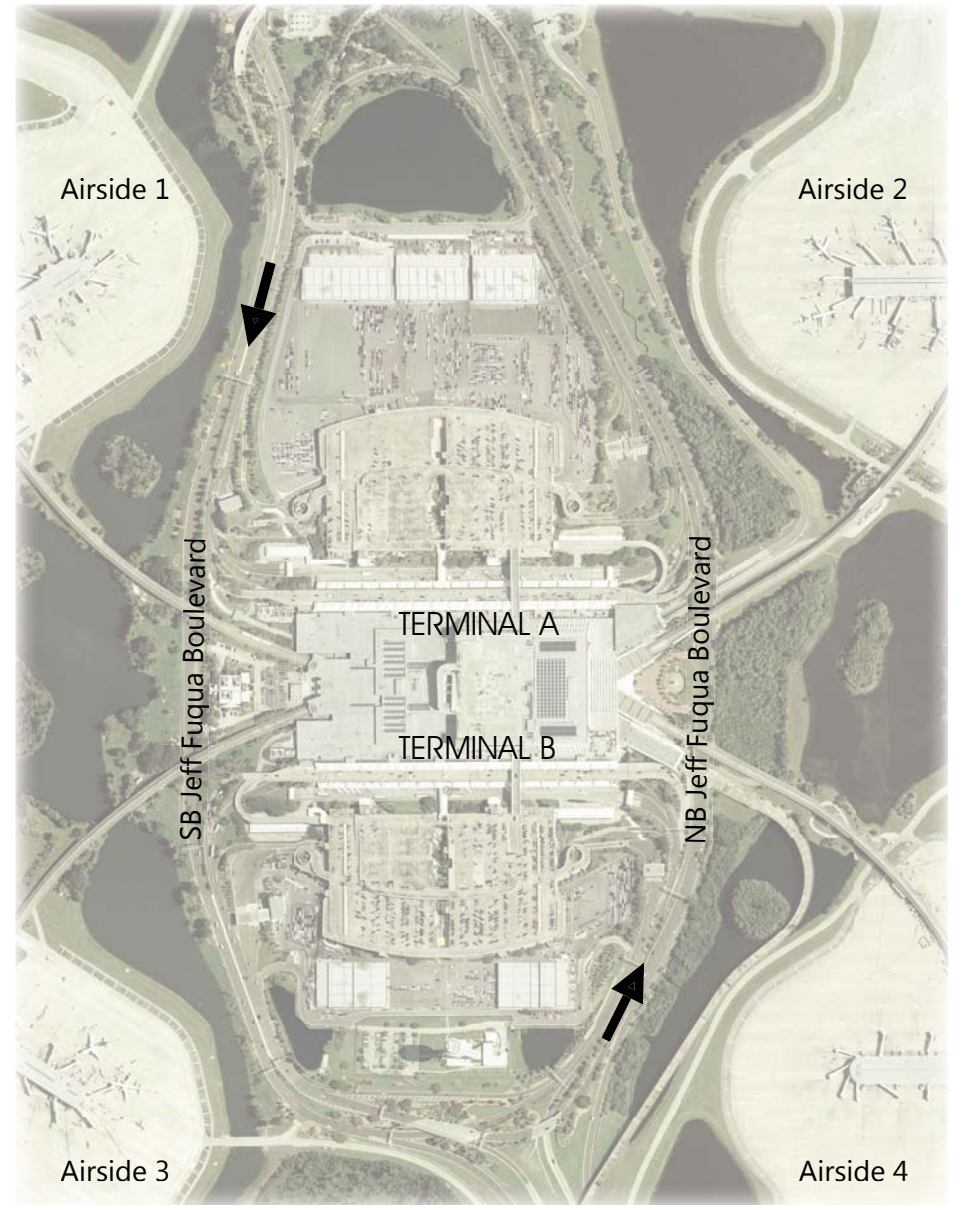 Airside 1
Airside 2
SB Jeff Fuqua Boulevard
TERMINAL A
NB Jeff Fuqua Boulevard
TERMINAL B
Airside 3
Airside 4